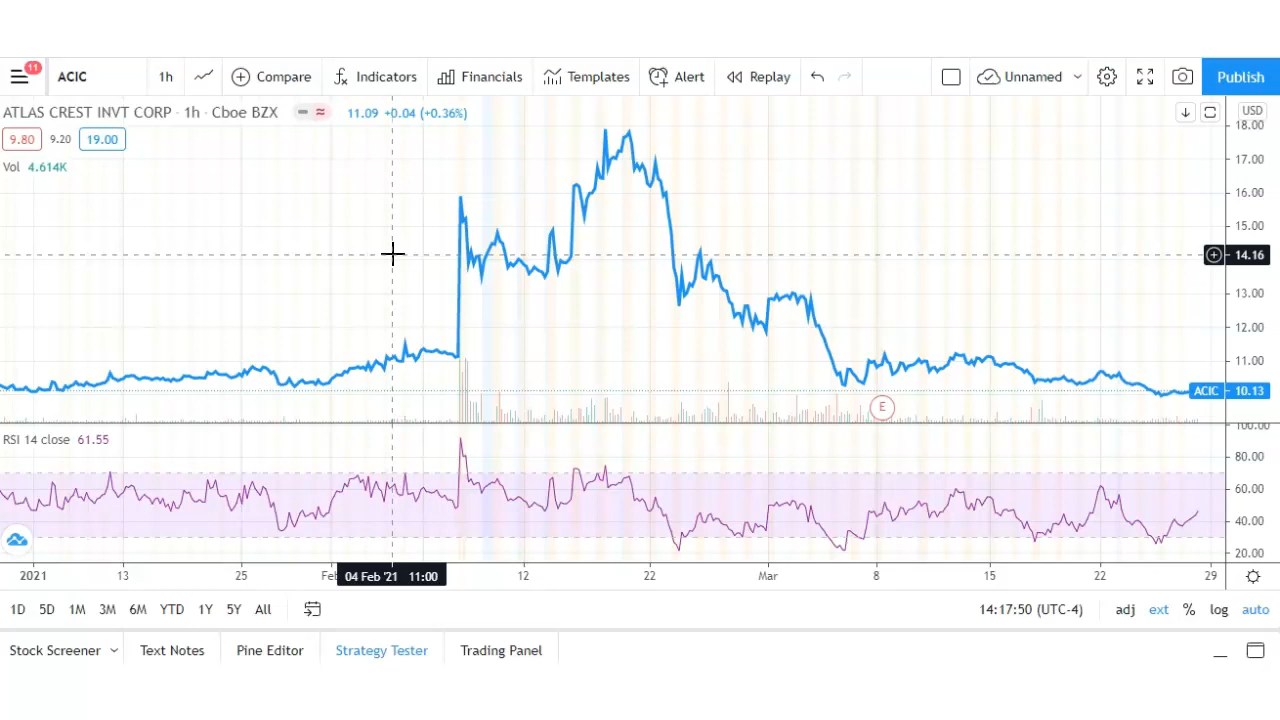 11
ACIC 1h Compare Indicators Financials Templates Alert Replay Unnamed Publish
ATLAS CREST INVT CORP · 1h · Cboe BZX 11.09 +0.04 (+0.36%) USD
18.00
9.80 9.20 19.00
17.00
Vol 4.614K
16.00
15.00
14.16
13.00
12.00
11.00
ACIC 10.13
E
100.00
RSI 14 close 61.55
80.00
60.00
40.00
20.00
2021 13 25 Feb 04 Feb '21 11:00 12 22 Mar 8 15 22 29
1D 5D 1M 3M 6M YTD 1Y 5Y All 14:17:50 (UTC-4) adj ext % log auto
Stock Screener Text Notes Pine Editor Strategy Tester Trading Panel